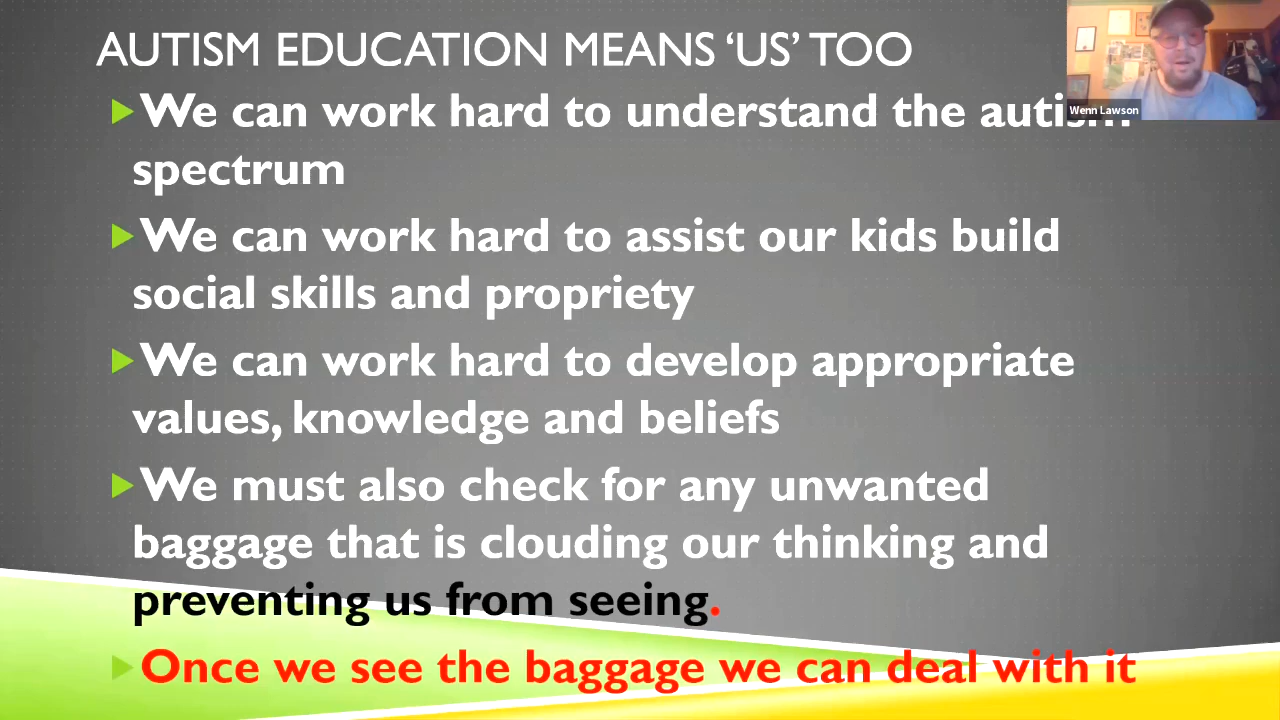 AUTISM EDUCATION MEANS ‘US’ TOO
Wenn Lawson
We can work hard to understand the autism
spectrum
We can work hard to assist our kids build
social skills and propriety
We can work hard to develop appropriate
values, knowledge and beliefs
We must also check for any unwanted
baggage that is clouding our thinking and
preventing us from seeing.
Once we see the baggage we can deal with it